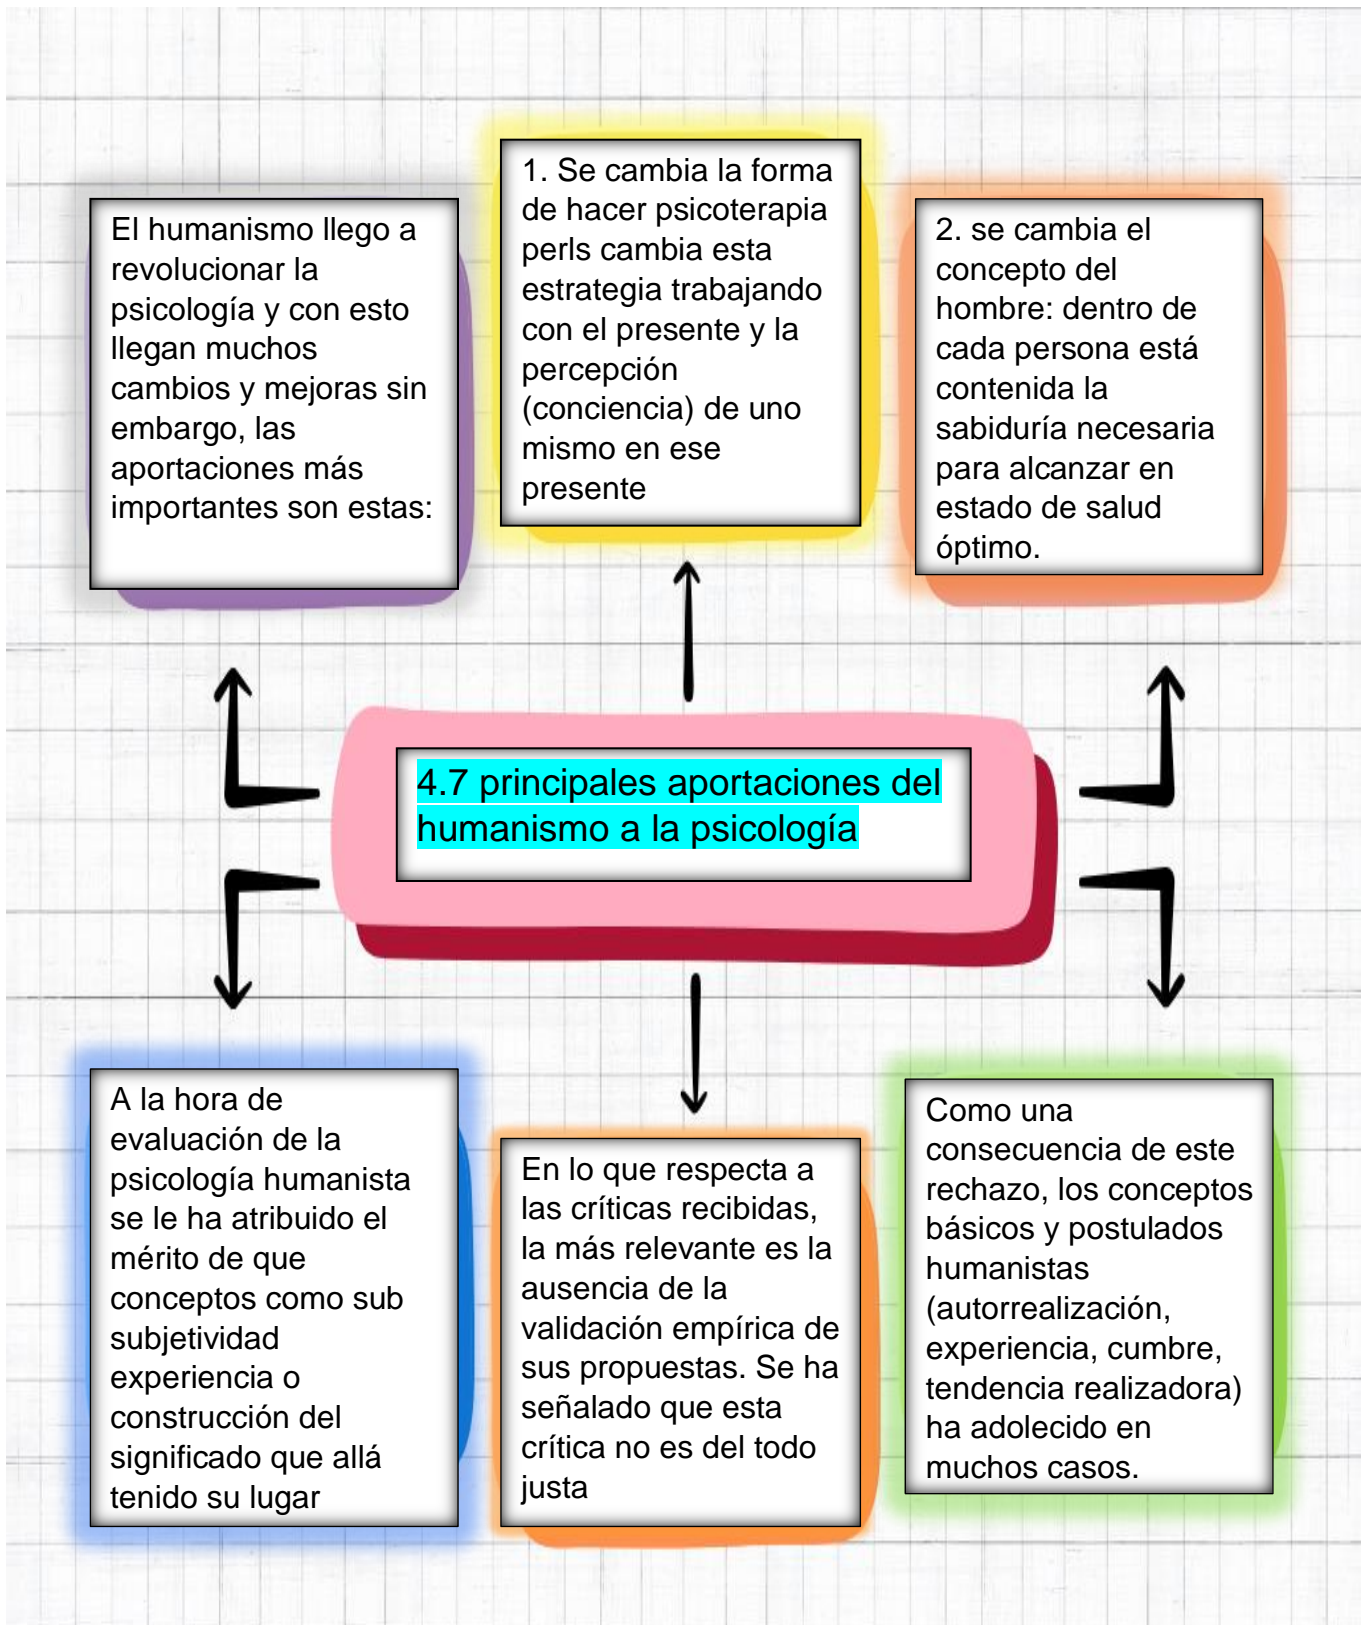 El humanismo llego a
revolucionar la
psicología y con esto
llegan muchos
cambios y mejoras sin
embargo, las
aportaciones más
importantes son estas:
1. Se cambia la forma
de hacer psicoterapia
perls cambia esta
estrategia trabajando
con el presente y la
percepción
(conciencia) de uno
mismo en ese
presente
2. se cambia el
concepto del
hombre: dentro de
cada persona está
contenida la
sabiduría necesaria
para alcanzar en
estado de salud
óptimo.
4.7 principales aportaciones del
humanismo a la psicología
A la hora de
evaluación de la
psicología humanista
se le ha atribuido el
mérito de que
conceptos como sub
subjetividad
experiencia o
construcción del
significado que allá
tenido su lugar
En lo que respecta a
las críticas recibidas,
la más relevante es la
ausencia de la
validación empírica de
sus propuestas. Se ha
señalado que esta
crítica no es del todo
justa
Como una
consecuencia de este
rechazo, los conceptos
básicos y postulados
humanistas
(autorrealización,
experiencia, cumbre,
tendencia realizadora)
ha adolecido en
muchos casos.